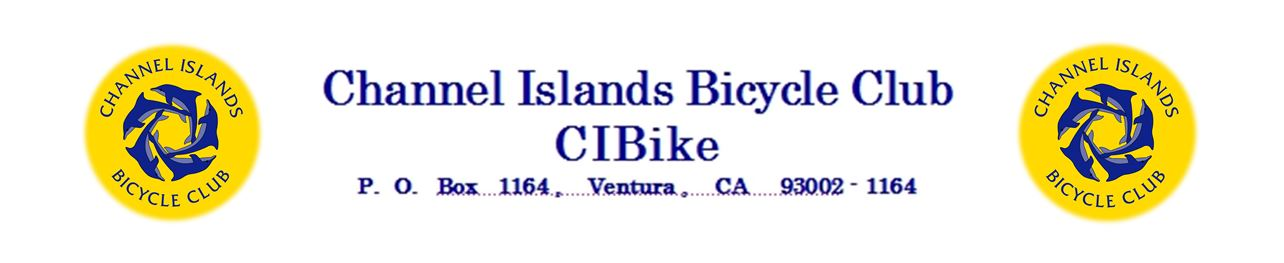 CHANNEL ISLANDS
BICYCLE CLUB
Channel Islands Bicycle Club
CIBike
P. O. Box 1164, Ventura, CA 93002 - 1164
CHANNEL ISLANDS
BICYCLE CLUB